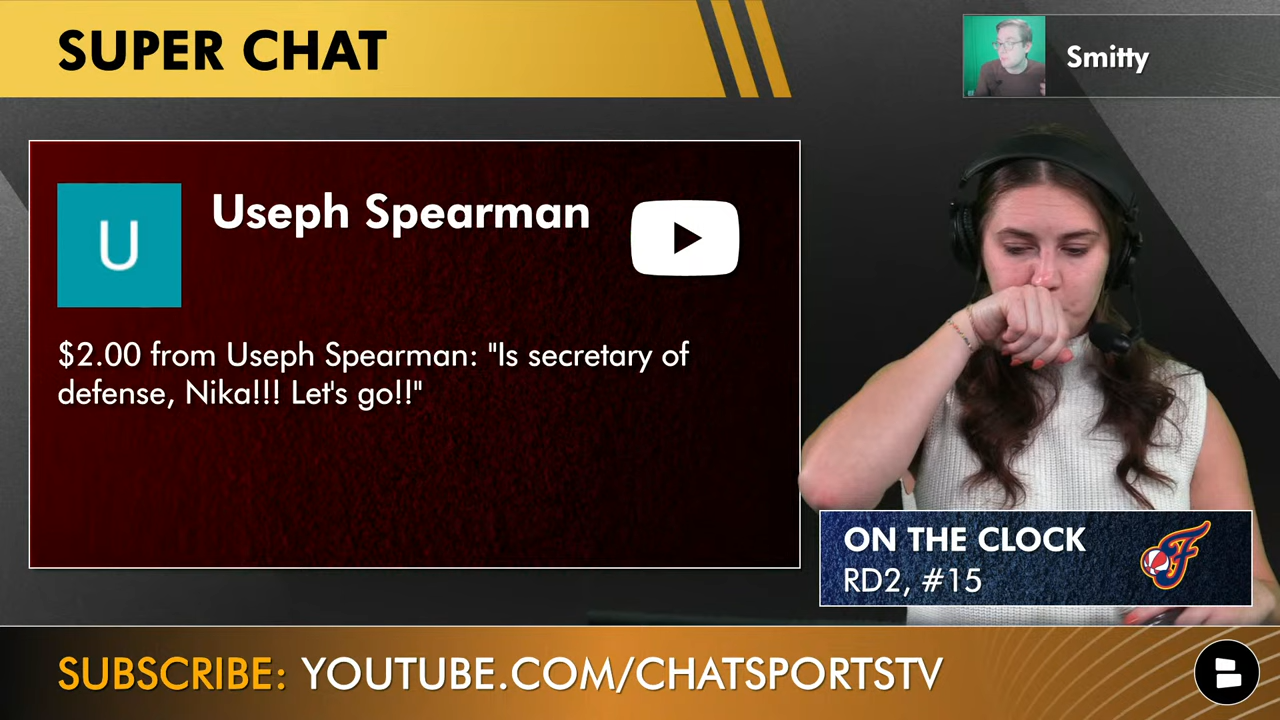 SUPER CHAT
Smitty
U
Useph Spearman
$2.00 from Useph Spearman: "Is secretary of
defense, Nika!!! Let's go!!"
ON THE CLOCK
RD2, #15
F
SUBSCRIBE: YOUTUBE.COM/CHATSPORTSTV